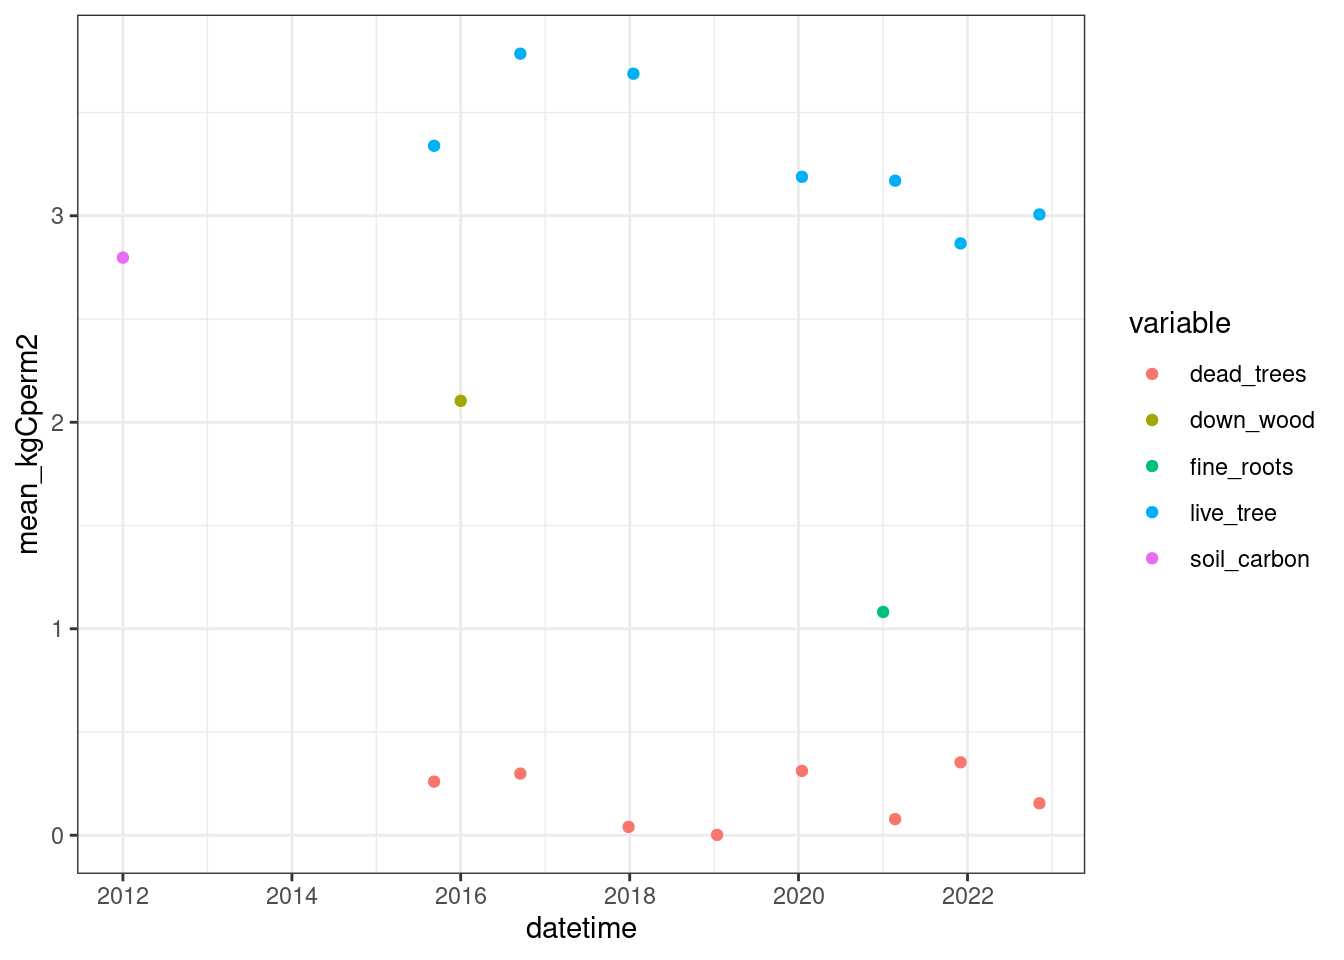 mean_kgCperm2
3
2
1
0
2012 2014 2016 2018 2020 2022
datetime
variable
dead_trees
down_wood
fine_roots
live_tree
soil_carbon